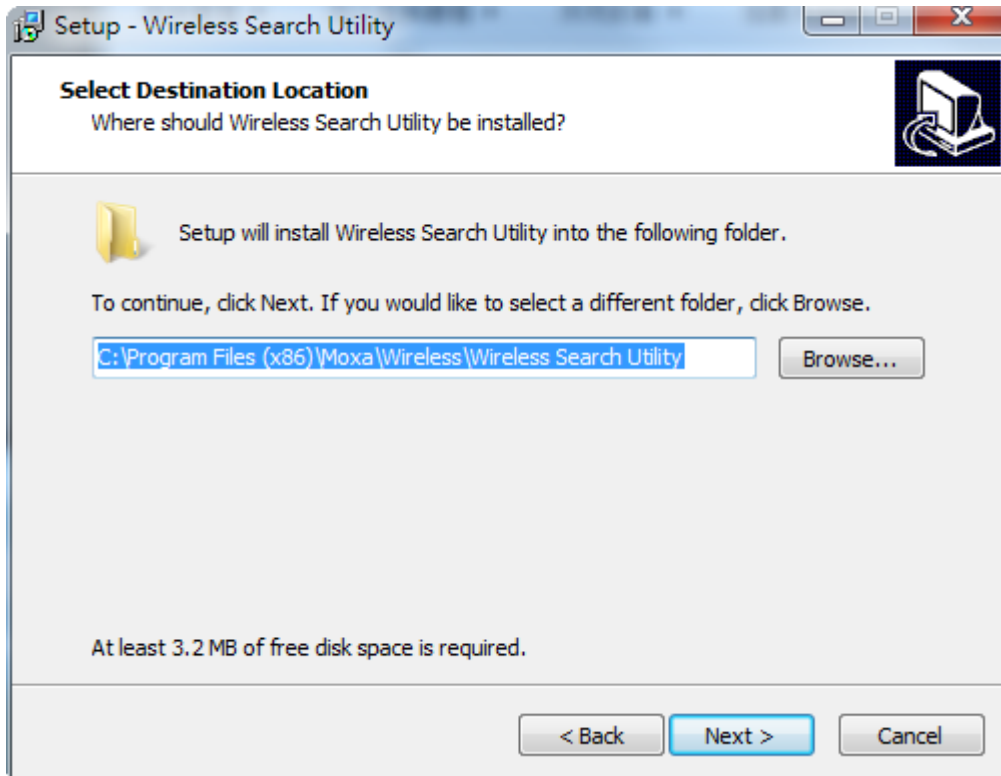 Setup - Wireless Search Utility
Select Destination Location
Where should Wireless Search Utility be installed?
Setup will install Wireless Search Utility into the following folder.
To continue, click Next. If you would like to select a different folder, click Browse.
C:\Program Files (x86)\Moxa\Wireless\Wireless Search Utility
Browse...
At least 3.2 MB of free disk space is required.
< Back
Next >
Cancel